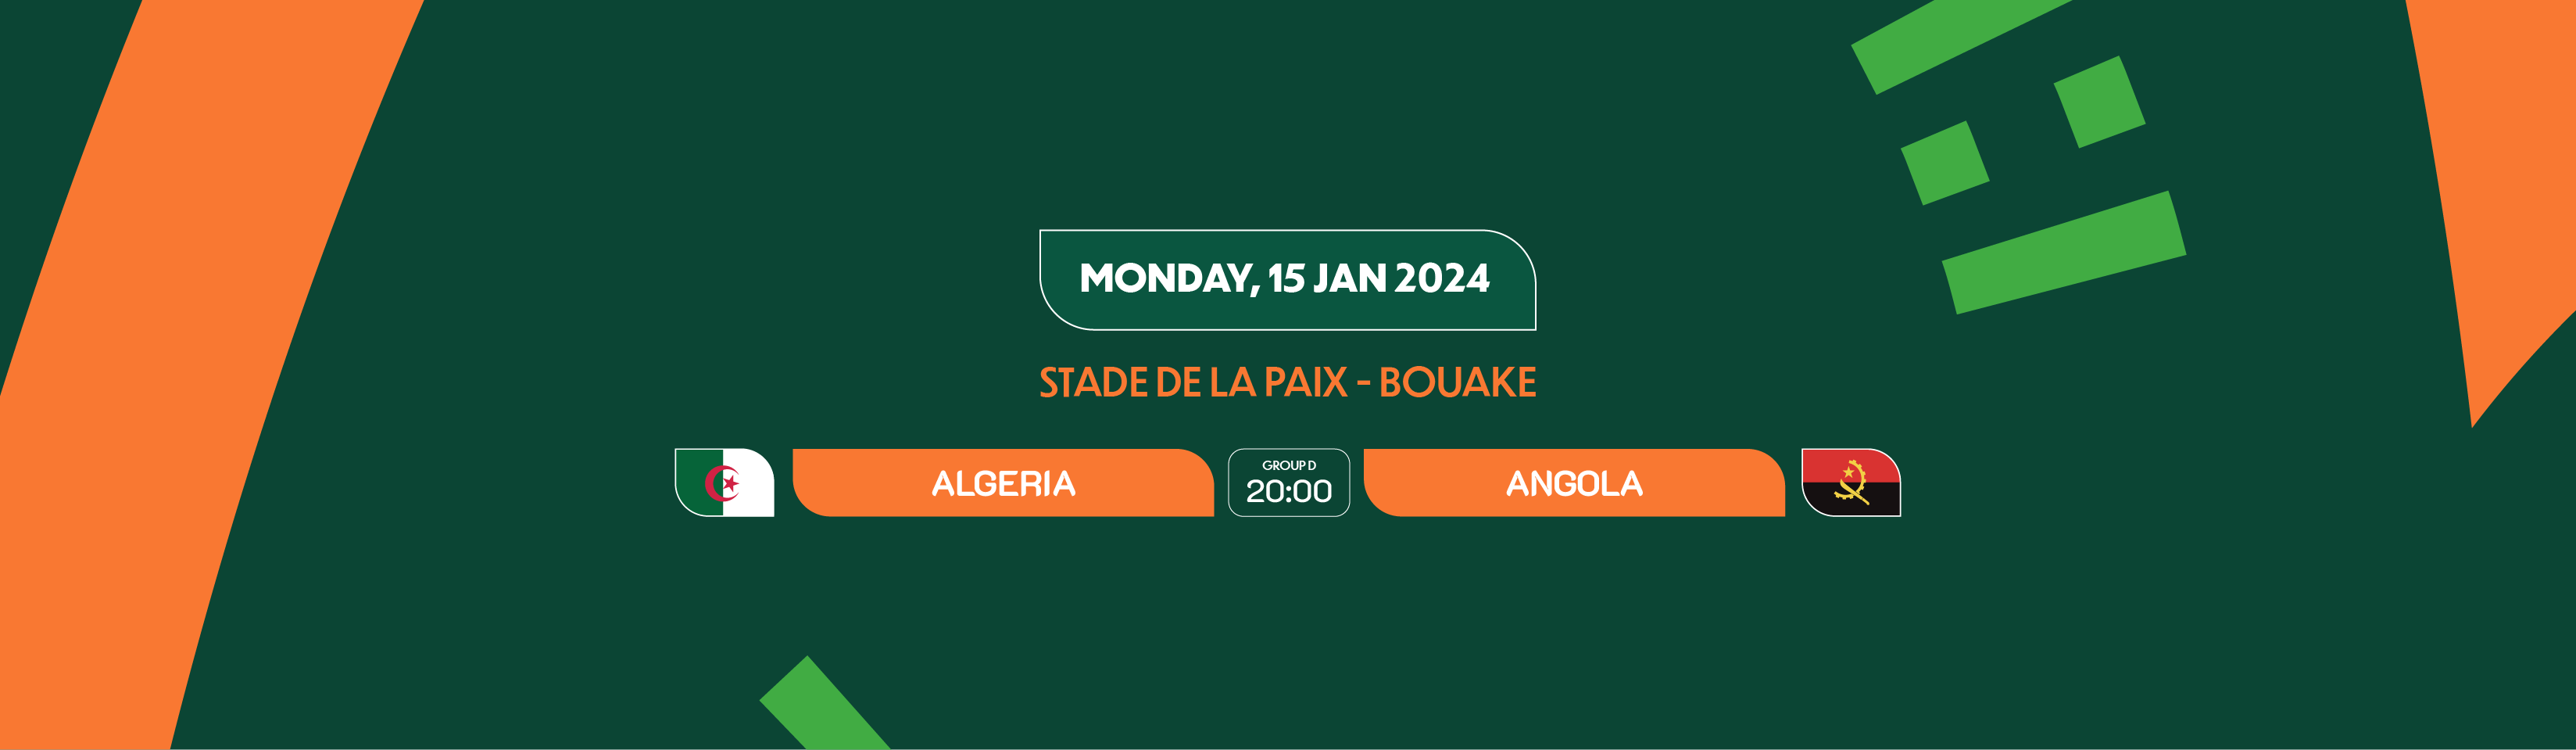 MONDAY, 15 JAN 2024
STADE DE LA PAIX - BOUAKE
ALGERIA
GROUP D
20:00
ANGOLA